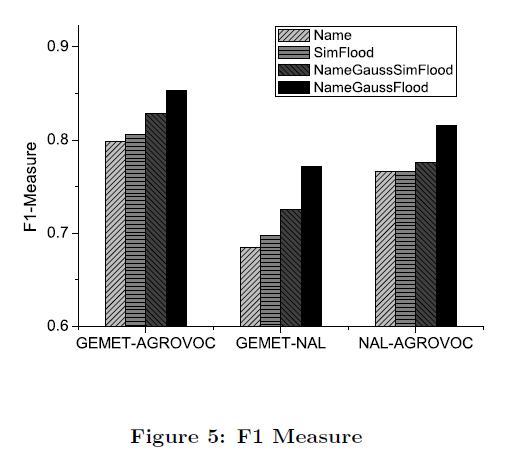 Name
SimFlood
NameGaussSimFlood
NameGaussFlood
F1-Measure
0.9
0.8
0.7
0.6
GEMET-AGROVOC GEMET-NAL NAL-AGROVOC
Figure 5: F1 Measure